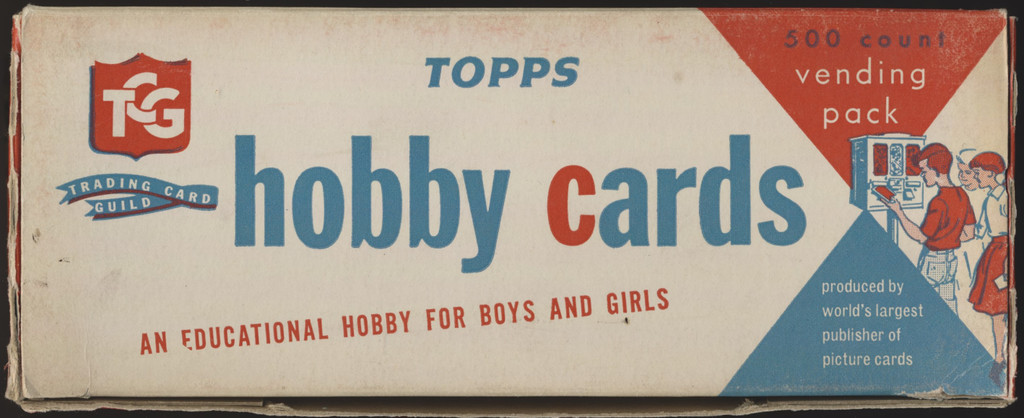 TCG
TRADING CARD
GUILD
TOPPS
hobby cards
AN EDUCATIONAL HOBBY FOR BOYS AND GIRLS
500 count
vending
pack
produced by
world's largest
publisher of
picture cards